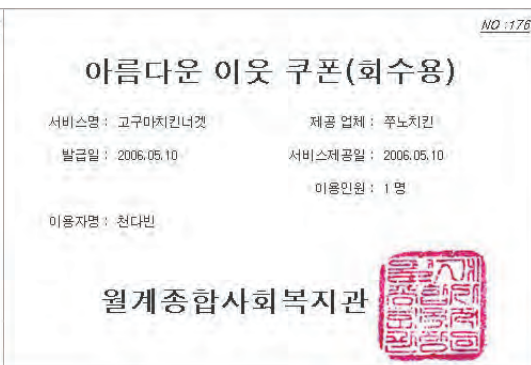 NO :176
아름다운 이웃 쿠폰(회수용)
서비스명 : 고구마치킨너겟 제공 업체 : 쭈노치킨
발급일 : 2006.05.10 서비스제공일 : 2006.05.10
이용인원 : 1 명
이용자명 : 천다빈
월계종합사회복지관